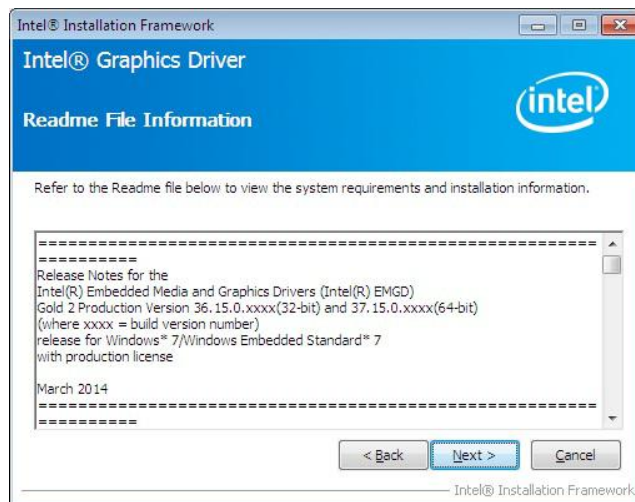 Intel® Installation Framework
Intel® Graphics Driver
intel
Readme File Information
Refer to the Readme file below to view the system requirements and installation information.
============================================================
==========
Release Notes for the
Intel(R) Embedded Media and Graphics Drivers (Intel(R) EMGD)
Gold 2 Production Version 36.15.0.xxxx(32-bit) and 37.15.0.xxxx(64-bit)
(where xxxx = build version number)
release for Windows* 7/Windows Embedded Standard* 7
with production license
March 2014
============================================================
==========
< Back
Next >
Cancel
Intel® Installation Framework